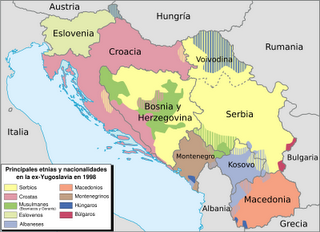 Austria
Hungría
Eslovenia
Croacia
Rumania
Voivodina
Bosnia y
Herzegovina
Serbia
Italia
Montenegro
Kosovo
Bulgaria
Albania
Macedonia
Grecia
Principales etnias y nacionalidades
en la ex-Yugoslavia en 1998
Serbios
Croatas
Musulmanes
Eslovenos
Albaneses
Macedonios
Montenegrinos
Húngaros
Búlgaros